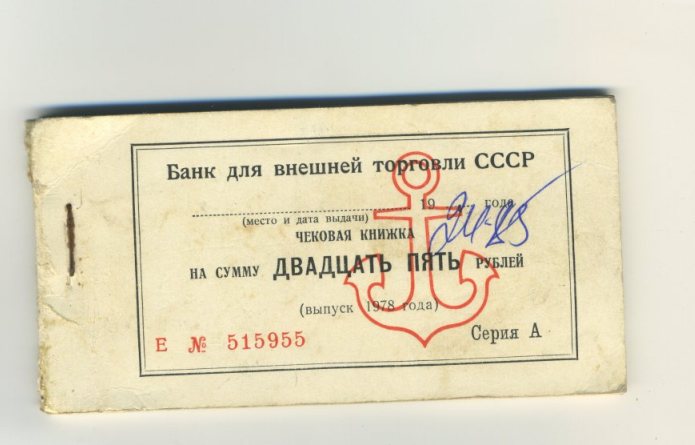 Банк для внешней торговли СССР
19 года
(место и дата выдачи)
ЧЕКОВАЯ КНИЖКА
НА СУММУ ДВАДЦАТЬ ПЯТЬ РУБЛЕЙ
(выпуск 1978 года)
Е № 515955 Серия А